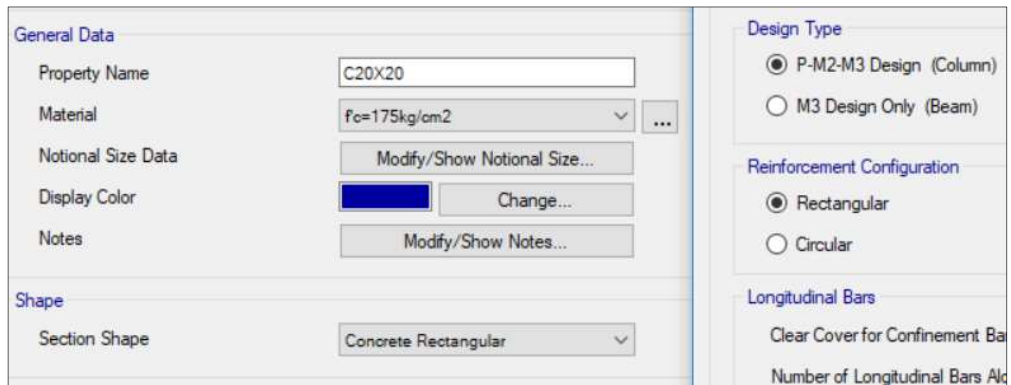 General Data
Property Name
C20X20
Material
f'c=175kg/cm2
...
Notional Size Data
Modify/Show Notional Size...
Display Color
Change...
Notes
Modify/Show Notes...
Shape
Section Shape
Concrete Rectangular
Design Type
P-M2-M3 Design (Column)
M3 Design Only (Beam)
Reinforcement Configuration
Rectangular
Circular
Longitudinal Bars
Clear Cover for Confinement Ba
Number of Longitudinal Bars Alo